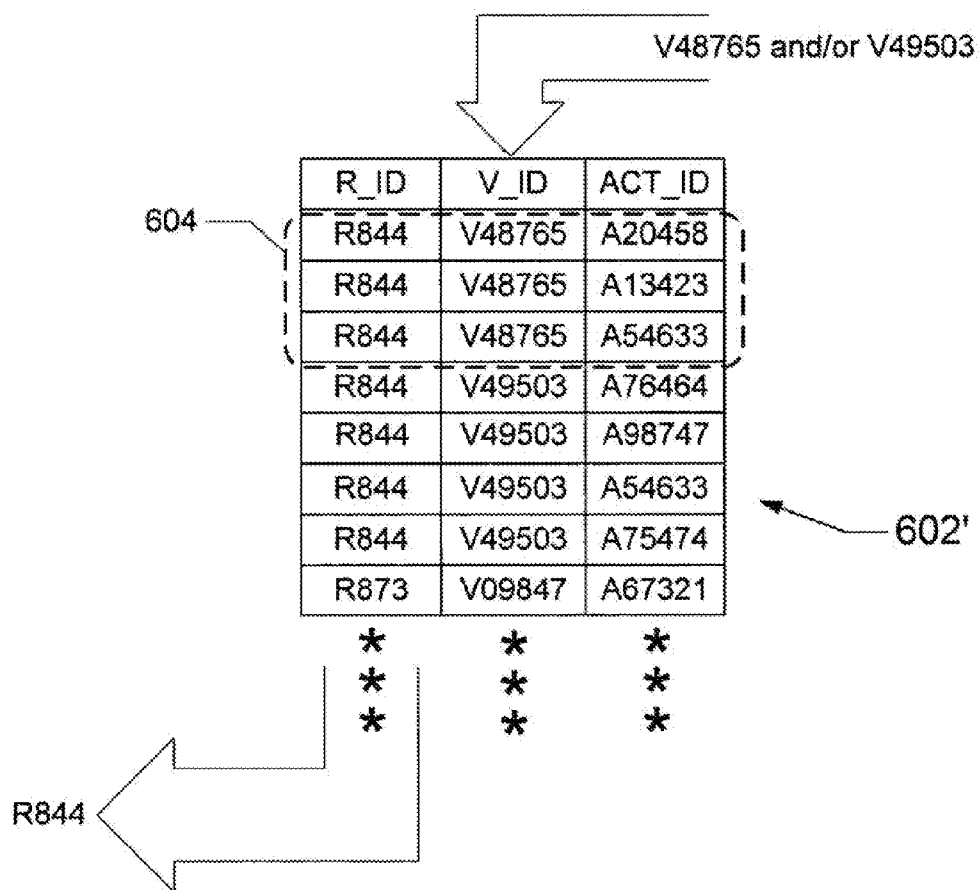 V48765 and/or V49503
R_ID V_ID ACT_ID
604
R844 V48765 A20458
R844 V48765 A13423
R844 V48765 A54633
R844 V49503 A76464
R844 V49503 A98747
R844 V49503 A54633
602'
R844 V49503 A75474
R873 V09847 A67321
* * *
* * *
* * *
R844